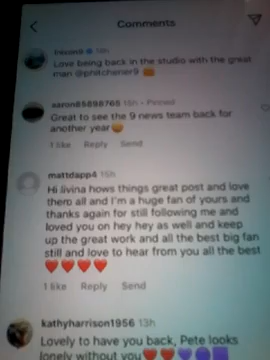 Comments
16h
Love being back in the studio with the great
man @phitchener9
aaron85898765 15h · Pinned
Great to see the 9 news team back for
another year
1 like Reply Send
mattdapp4 15h
Hi livina hows things great post and love
there all and I'm a huge fan of yours and
thanks again for still following me and
loved you on hey hey as well and keep
up the great work and all the best big fan
still and love to hear from you all the best
1 like Reply Send
kathyharrison1956 13h
Lovely to have you back, Pete looks
lonely without you